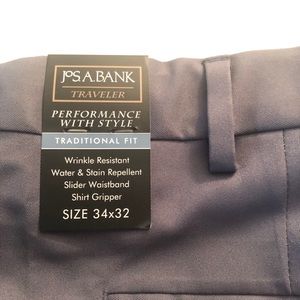 JOS. A. BANK
TRAVELER
PERFORMANCE
WITH STYLE
TRADITIONAL FIT
Wrinkle Resistant
Water & Stain Repellent
Slider Waistband
Shirt Gripper
SIZE 34x32